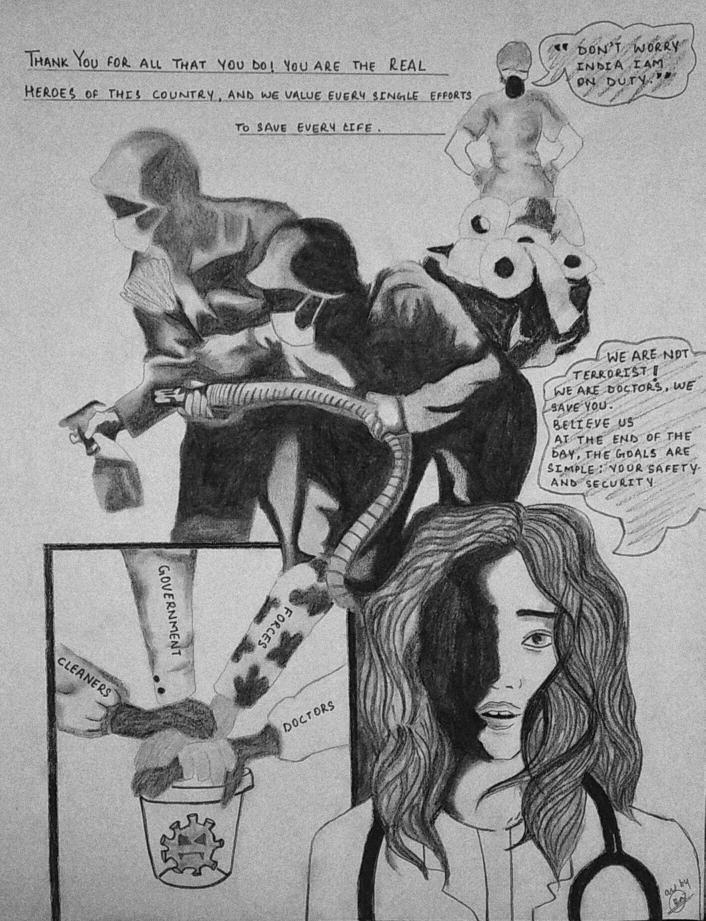 THANK YOU FOR ALL THAT YOU DO! YOU ARE THE REAL
HEROES OF THIS COUNTRY, AND WE VALUE EVERY SINGLE EFFORTS
TO SAVE EVERY LIFE.
"DON'T WORRY
INDIA I AM
ON DUTY."
WE ARE NOT
TERRORIST!
WE ARE DOCTORS, WE
SAVE YOU.
BELIEVE US
AT THE END OF THE
DAY, THE GOALS ARE
SIMPLE: YOUR SAFETY
AND SECURITY
GOVERNMENT
FORCES
CLEANERS
DOCTORS
art by